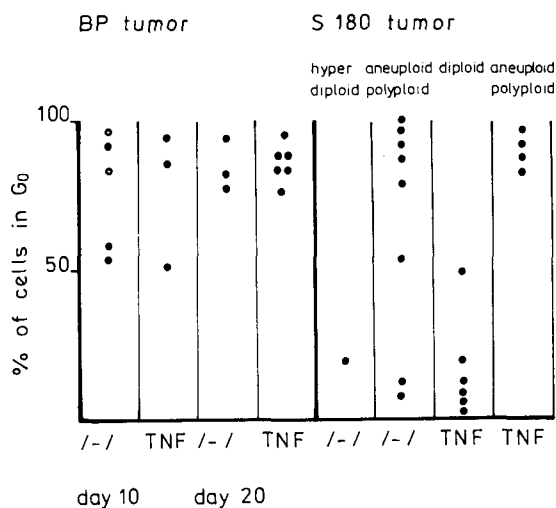 BP tumor S 180 tumor
hyper aneuploid diploid aneuploid
diploid polyploid polyploid
100
50
% of cells in G0
/-/ TNF /-/ TNF /-/ /-/ TNF TNF
day 10 day 20